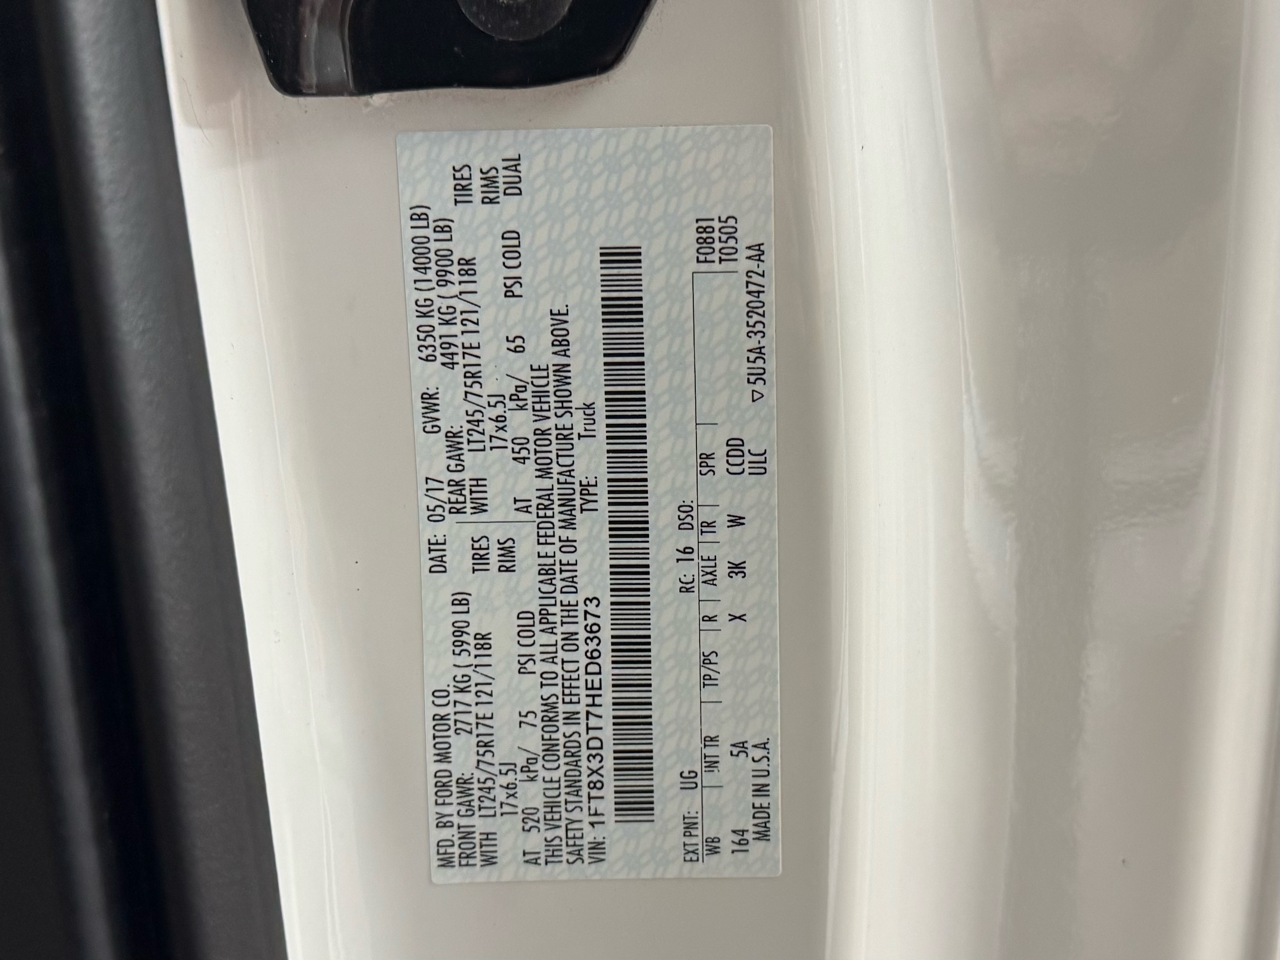 MFD. BY FORD MOTOR CO. DATE: 05/17 GVWR: 6350 KG (14000 LB)
FRONT GAWR: 2717 KG ( 5990 LB) REAR GAWR: 4491 KG ( 9900 LB)
WITH LT245/75R17E 121/118R TIRES WITH LT245/75R17E 121/118R TIRES
17x6.5J RIMS 17x6.5J RIMS
AT 520 kPa/ 75 PSI COLD AT 450 kPa/ 65 PSI COLD DUAL
THIS VEHICLE CONFORMS TO ALL APPLICABLE FEDERAL MOTOR VEHICLE
SAFETY STANDARDS IN EFFECT ON THE DATE OF MANUFACTURE SHOWN ABOVE.
VIN: 1FT8X3DT7HED63673 TYPE: Truck
EXT PNT: UG RC: 16 DSO: F0881
WB INT TR TP/PS R AXLE TR SPR T0505
164 5A X 3K W CCDD
MADE IN U.S.A. ULC ▽5U5A-3520472-AA